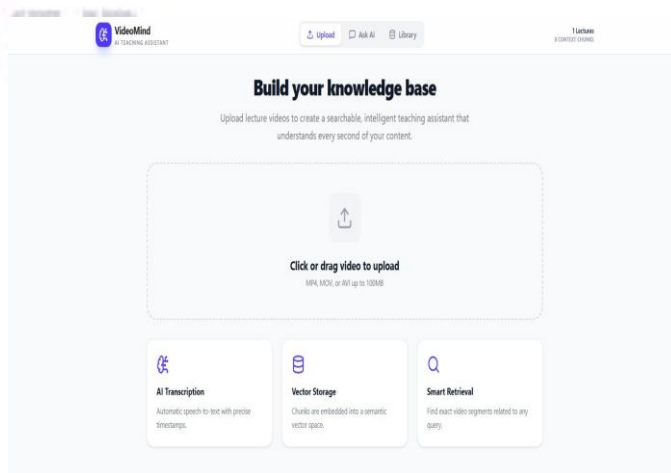 VideoMind
AI TEACHING ASSISTANT
Upload
Ask AI
Library
1 Lectures
8 CONTEXT CHUNKS
Build your knowledge base
Upload lecture videos to create a searchable, intelligent teaching assistant that
understands every second of your content.
Click or drag video to upload
MP4, MOV, or AVI up to 100MB
AI Transcription
Automatic speech-to-text with precise
timestamps.
Vector Storage
Chunks are embedded into a semantic
vector space.
Smart Retrieval
Find exact video segments related to any
query.